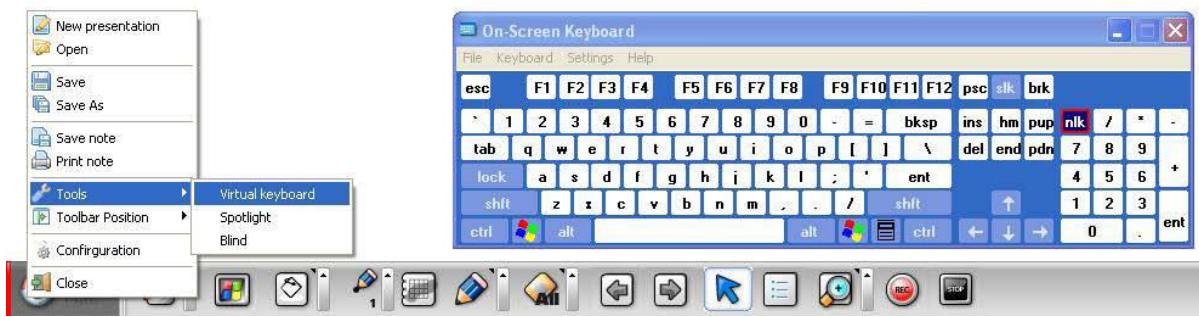 New presentation
Open
Save
Save As
Save note
Print note
Tools
Toolbar Position
Confirguration
Close
Virtual keyboard
Spotlight
Blind
On-Screen Keyboard
File Keyboard Settings Help
esc F1 F2 F3 F4 F5 F6 F7 F8 F9 F10 F11 F12 psc slk brk
` 1 2 3 4 5 6 7 8 9 0 - = bksp ins hm pup nlk / * -
tab q w e r t y u i o p [ ] \ del end pdn 7 8 9 +
lock a s d f g h j k l ; ' ent 4 5 6
shft z x c v b n m , . / shft ↑ 1 2 3 ent
ctrl alt alt ctrl ← ↓ → 0 .
1 All REC STOP